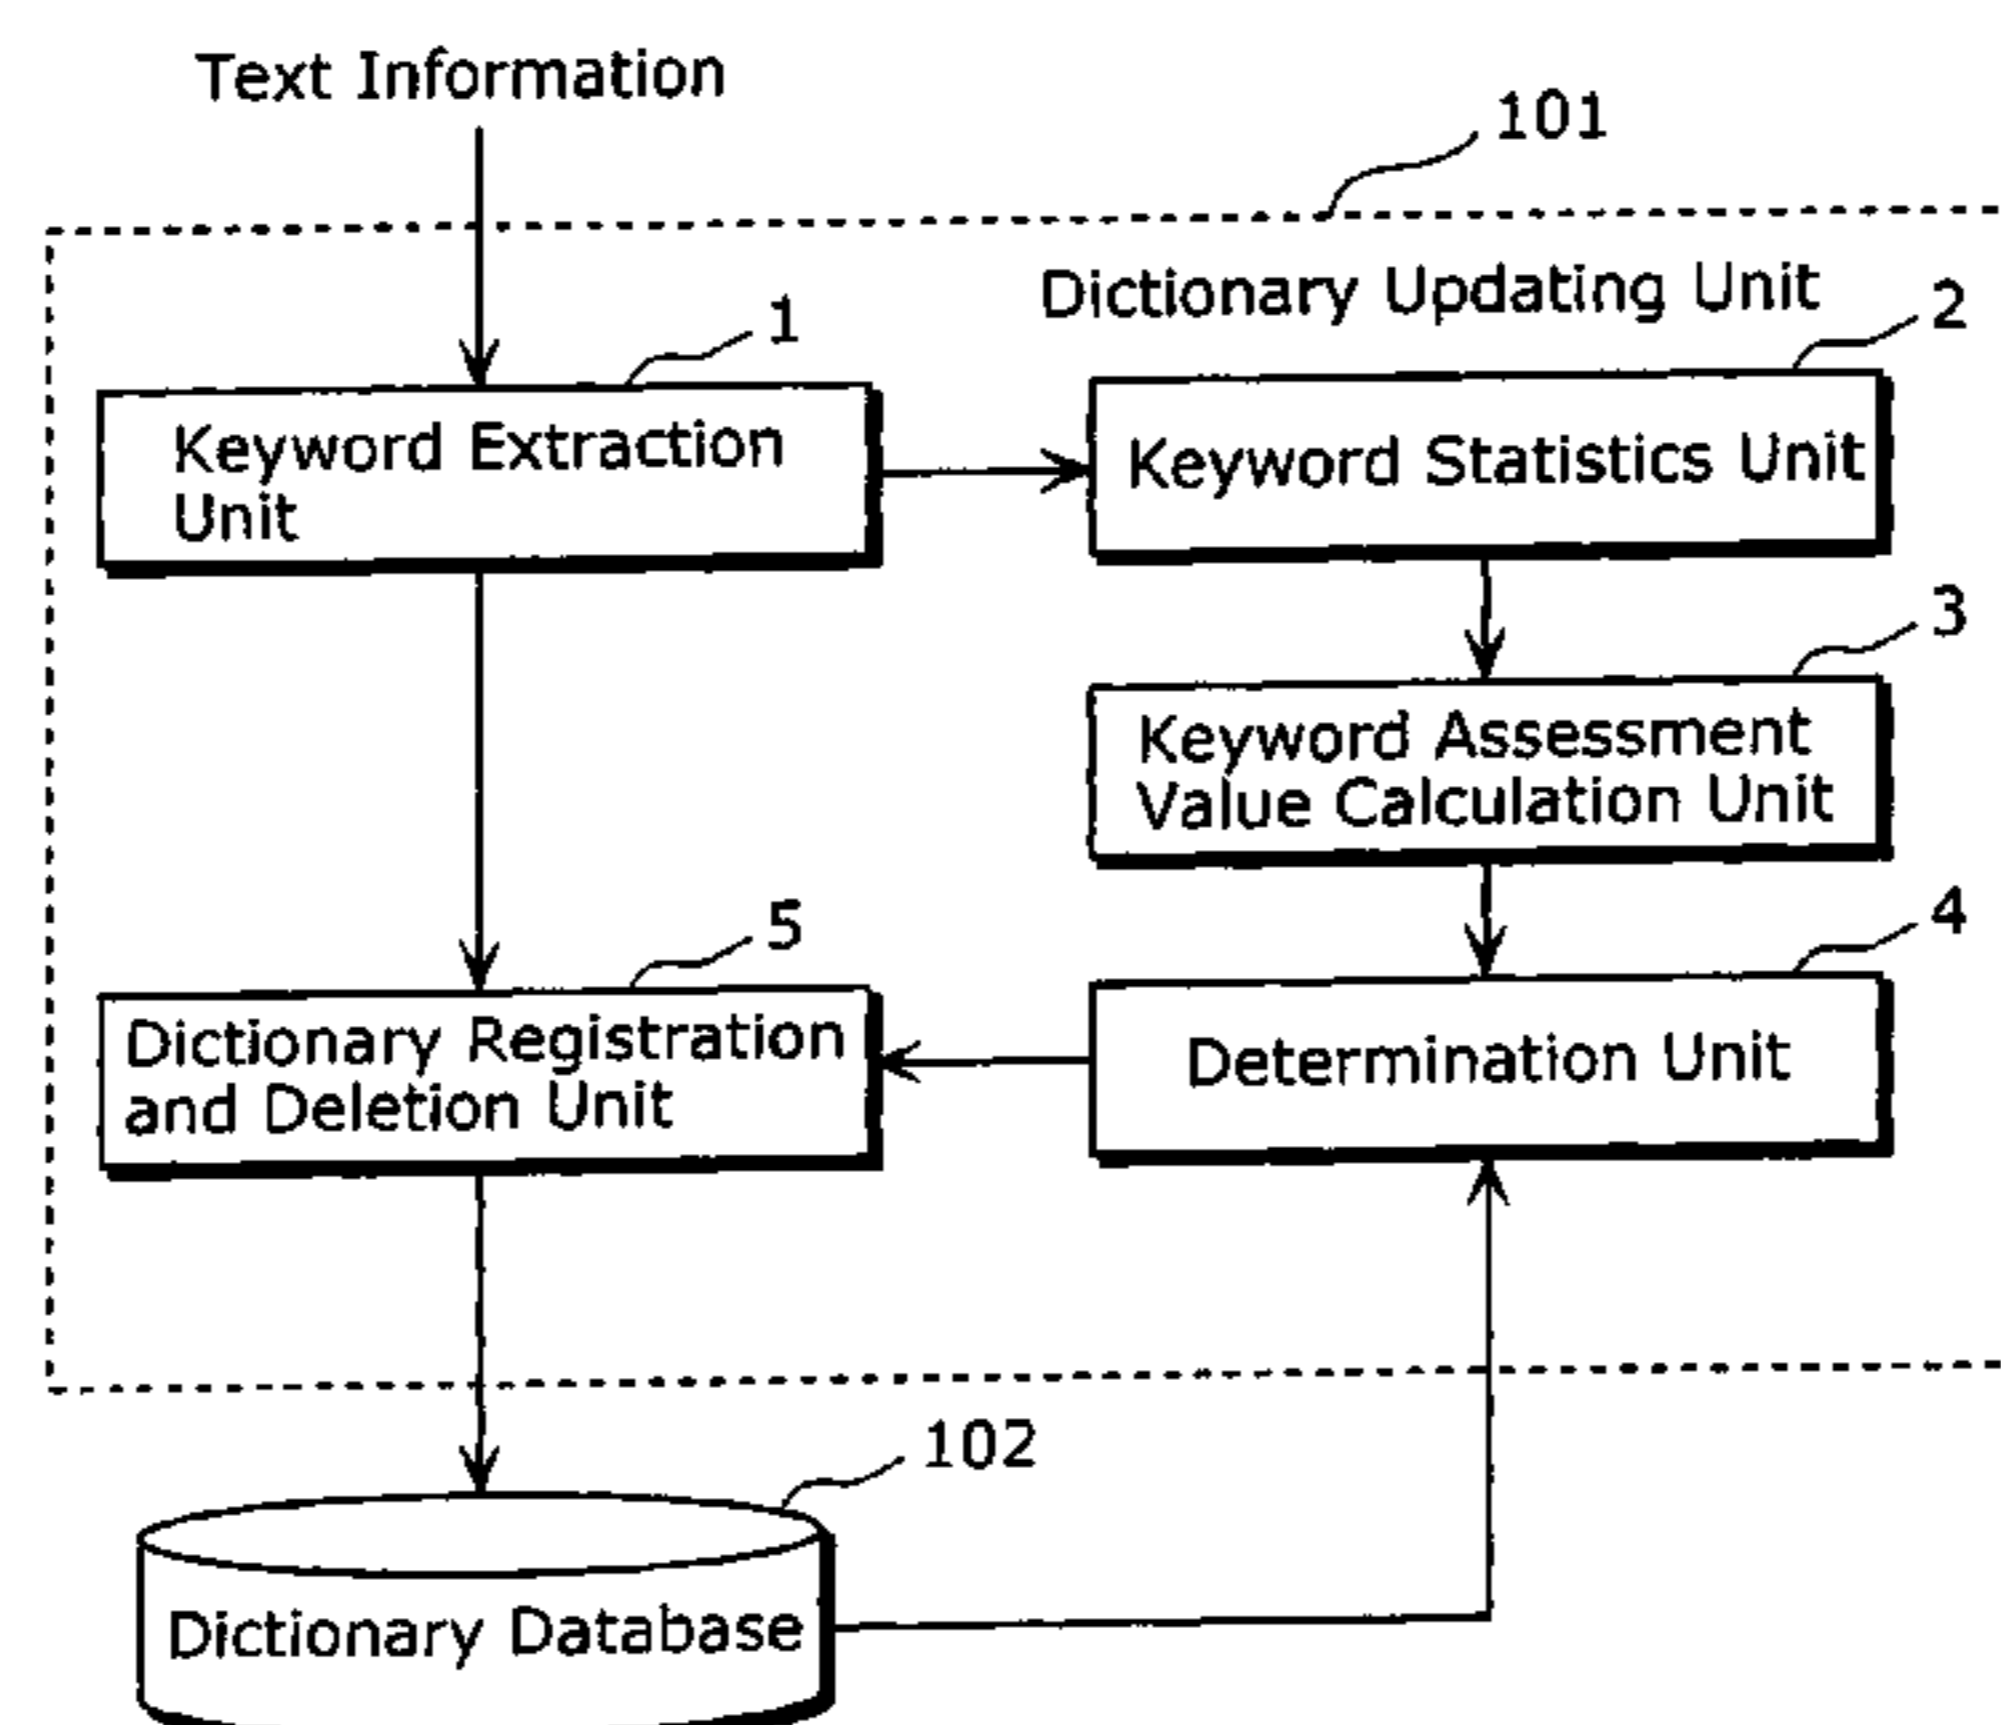 Text Information
101
Dictionary Updating Unit
1
2
Keyword Extraction
Unit
Keyword Statistics Unit
3
Keyword Assessment
Value Calculation Unit
5
4
Dictionary Registration
and Deletion Unit
Determination Unit
102
Dictionary Database